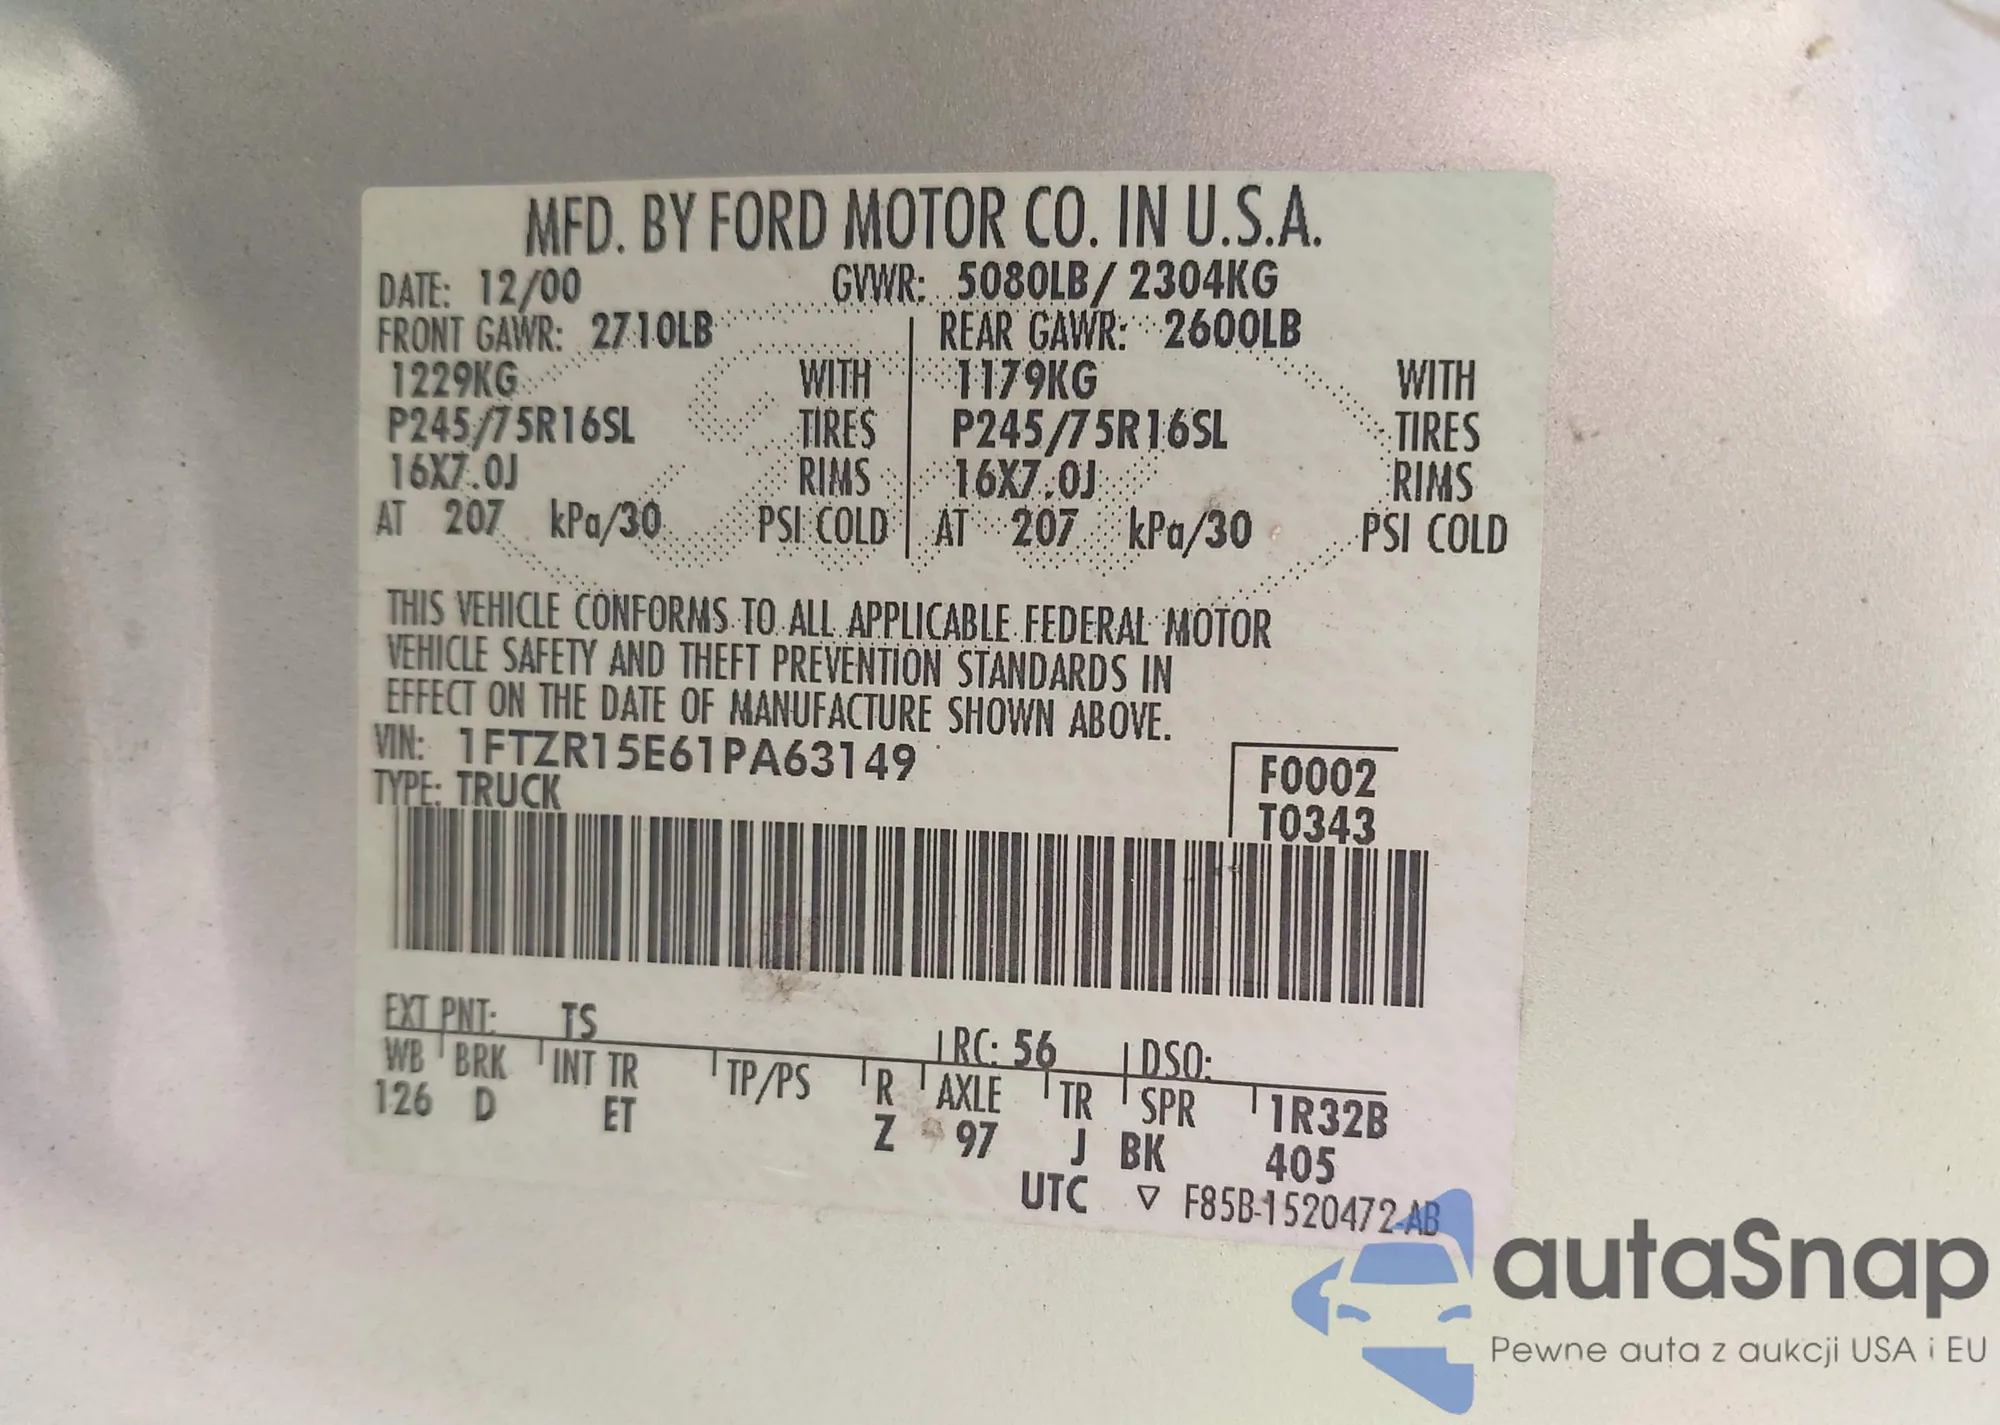 MFD. BY FORD MOTOR CO. IN U.S.A.
DATE: 12/00 GVWR: 5080LB/ 2304KG
FRONT GAWR: 2710LB REAR GAWR: 2600LB
1229KG WITH 1179KG WITH
P245/75R16SL TIRES P245/75R16SL TIRES
16X7.0J RIMS 16X7.0J RIMS
AT 207 kPa/30 PSI COLD AT 207 kPa/30 PSI COLD
THIS VEHICLE CONFORMS TO ALL APPLICABLE FEDERAL MOTOR
VEHICLE SAFETY AND THEFT PREVENTION STANDARDS IN
EFFECT ON THE DATE OF MANUFACTURE SHOWN ABOVE.
VIN: 1FTZR15E61PA63149
TYPE: TRUCK
F0002
T0343
EXT PNT: TS RC: 56 DSO:
WB BRK INT TR TP/PS R AXLE TR SPR 1R32B
126 D ET Z 97 J BK 405
UTC ▽ F85B-1520472-AB
autaSnap
Pewne auta z aukcji USA i EU